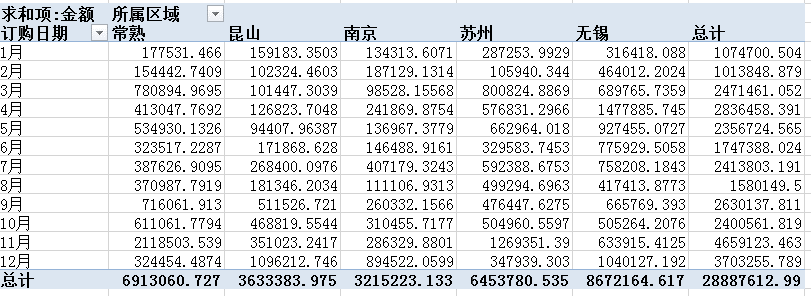 求和项:金额 所属区域
订购日期 常熟 昆山 南京 苏州 无锡 总计
1月 177531.466 159183.3503 134313.6071 287253.9929 316418.088 1074700.504
2月 154442.7409 102324.4603 187129.1314 105940.344 464012.2024 1013848.879
3月 780894.9695 101447.3039 98528.15568 800824.8869 689765.7359 2471461.052
4月 413047.7692 126823.7048 241869.8754 576831.2966 1477885.745 2836458.391
5月 534930.1326 94407.96387 136967.3779 662964.018 927455.0727 2356724.565
6月 323517.2287 171868.628 146488.9161 329583.7453 775929.5058 1747388.024
7月 387626.9095 268400.0976 407179.3243 592388.6753 758208.1843 2413803.191
8月 370987.7919 181346.2034 111106.9313 499294.6963 417413.8773 1580149.5
9月 716061.913 511526.721 260332.1566 476447.6275 665769.393 2630137.811
10月 611061.7794 468819.5544 310455.7177 504960.5597 505264.2076 2400561.819
11月 2118503.539 351023.2417 286329.8801 1269351.39 633915.4125 4659123.463
12月 324454.4874 1096212.746 894522.0599 347939.303 1040127.192 3703255.789
总计 6913060.727 3633383.975 3215223.133 6453780.535 8672164.617 28887612.99